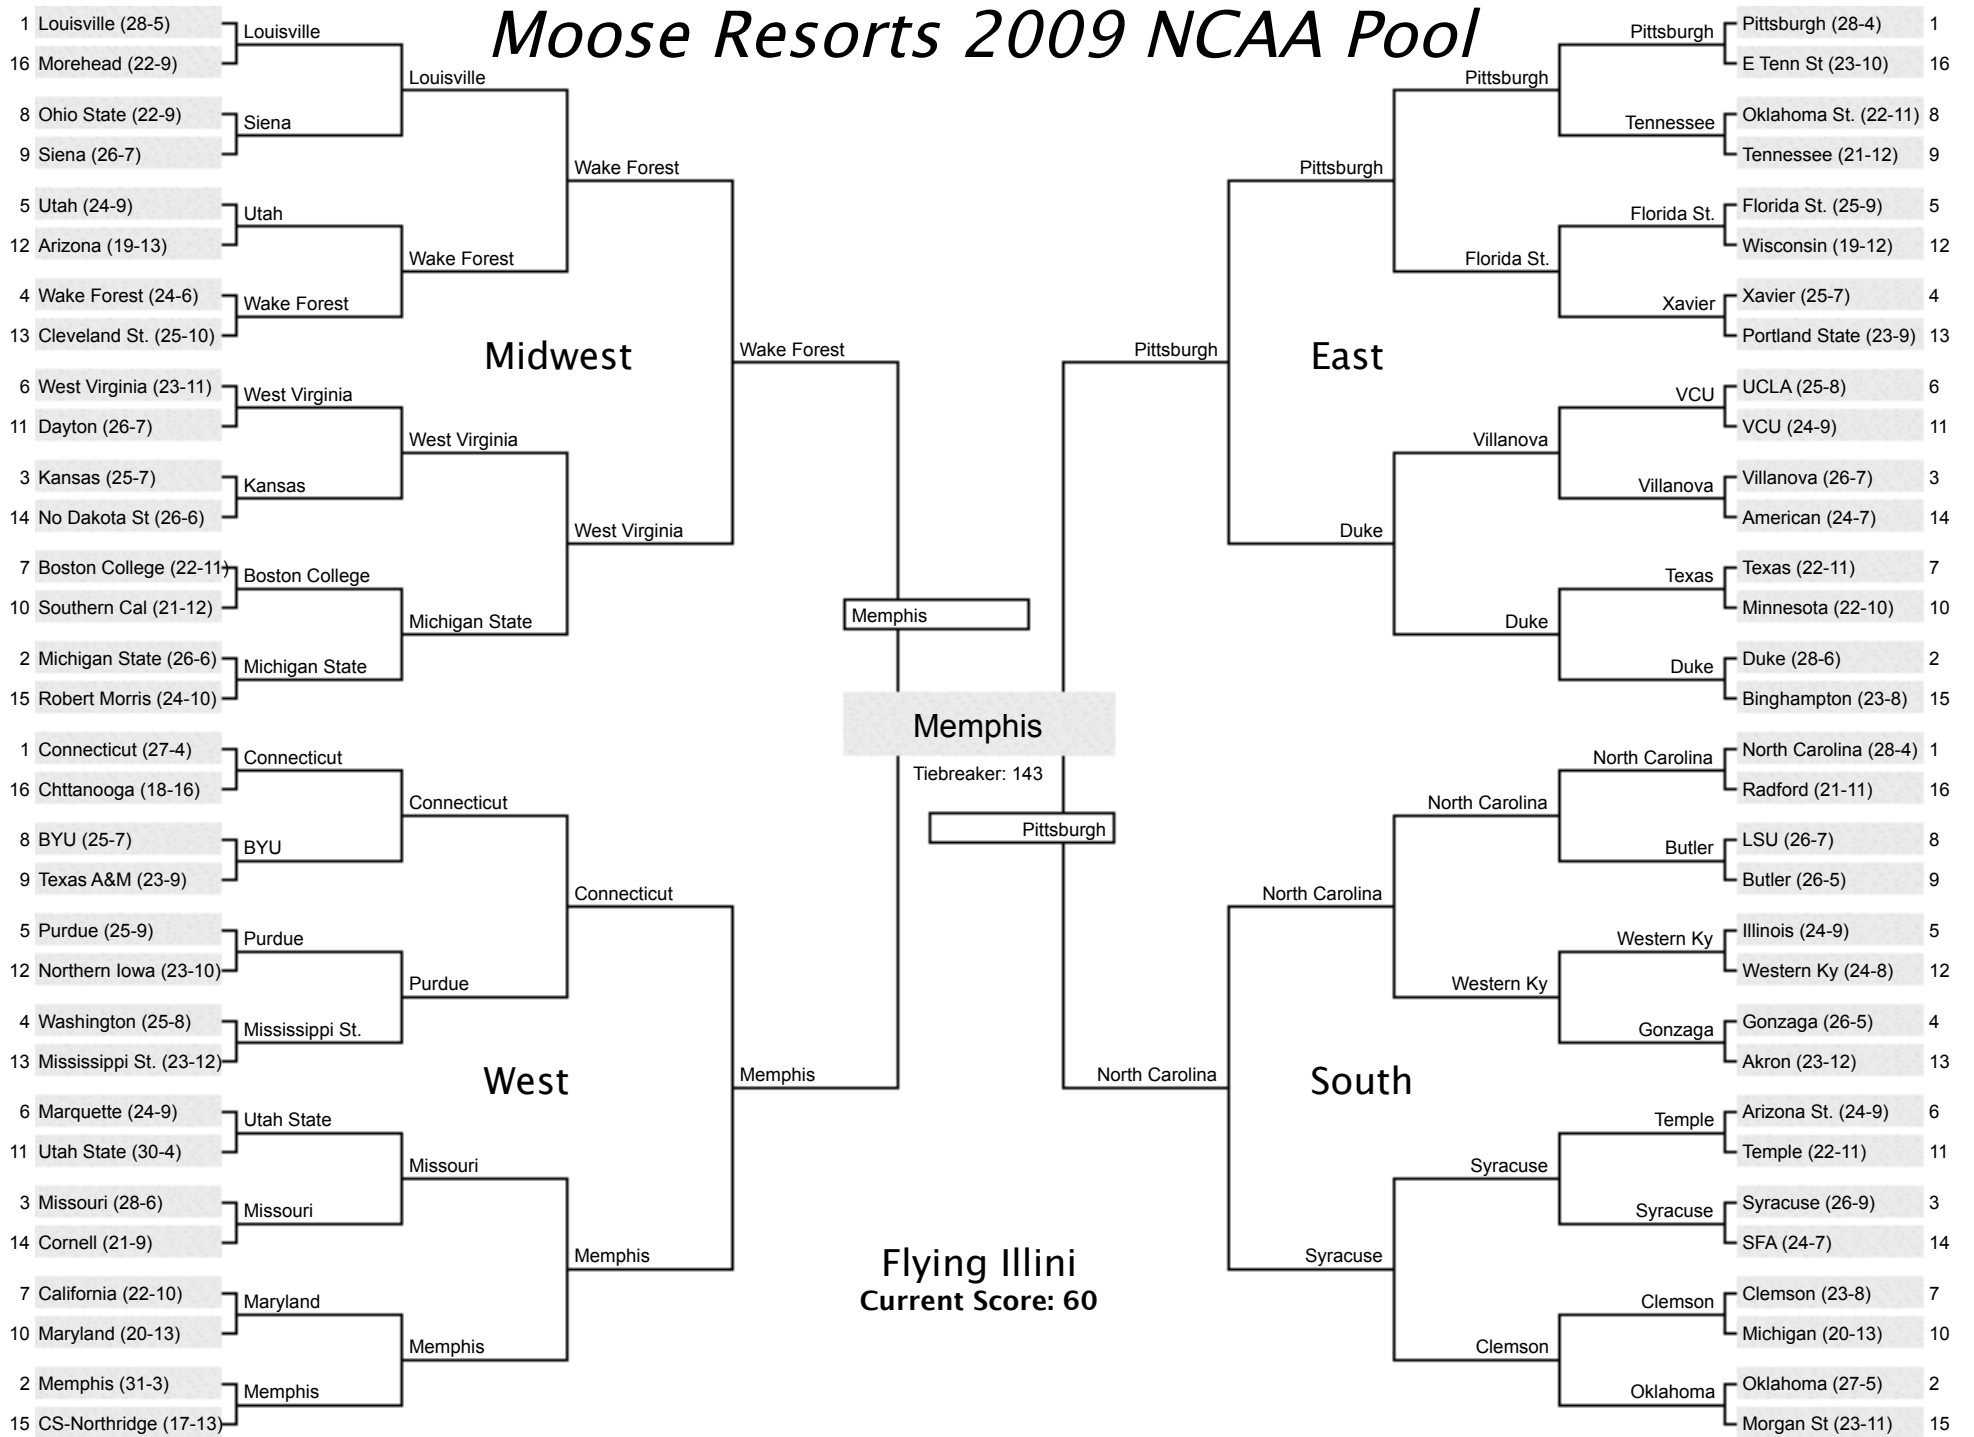 Moose Resorts 2009 NCAA Pool
1 Louisville (28-5)
16 Morehead (22-9)
8 Ohio State (22-9)
9 Siena (26-7)
5 Utah (24-9)
12 Arizona (19-13)
4 Wake Forest (24-6)
13 Cleveland St. (25-10)
6 West Virginia (23-11)
11 Dayton (26-7)
3 Kansas (25-7)
14 No Dakota St (26-6)
7 Boston College (22-11)
10 Southern Cal (21-12)
2 Michigan State (26-6)
15 Robert Morris (24-10)
Louisville
Siena
Utah
Wake Forest
West Virginia
Kansas
Boston College
Michigan State
Louisville
Wake Forest
West Virginia
Michigan State
Wake Forest
West Virginia
Wake Forest
Midwest
1 Connecticut (27-4)
16 Chttanooga (18-16)
8 BYU (25-7)
9 Texas A&M (23-9)
5 Purdue (25-9)
12 Northern Iowa (23-10)
4 Washington (25-8)
13 Mississippi St. (23-12)
6 Marquette (24-9)
11 Utah State (30-4)
3 Missouri (28-6)
14 Cornell (21-9)
7 California (22-10)
10 Maryland (20-13)
2 Memphis (31-3)
15 CS-Northridge (17-13)
Connecticut
BYU
Purdue
Mississippi St.
Utah State
Missouri
Maryland
Memphis
Connecticut
Purdue
Missouri
Memphis
Connecticut
Memphis
Memphis
West
Memphis
Memphis
Tiebreaker: 143
Pittsburgh
Flying Illini
Current Score: 60
Pittsburgh (28-4) 1
E Tenn St (23-10) 16
Oklahoma St. (22-11) 8
Tennessee (21-12) 9
Florida St. (25-9) 5
Wisconsin (19-12) 12
Xavier (25-7) 4
Portland State (23-9) 13
UCLA (25-8) 6
VCU (24-9) 11
Villanova (26-7) 3
American (24-7) 14
Texas (22-11) 7
Minnesota (22-10) 10
Duke (28-6) 2
Binghampton (23-8) 15
Pittsburgh
Tennessee
Florida St.
Xavier
VCU
Villanova
Texas
Duke
Pittsburgh
Florida St.
Villanova
Duke
Pittsburgh
Duke
Pittsburgh
East
North Carolina (28-4) 1
Radford (21-11) 16
LSU (26-7) 8
Butler (26-5) 9
Illinois (24-9) 5
Western Ky (24-8) 12
Gonzaga (26-5) 4
Akron (23-12) 13
Arizona St. (24-9) 6
Temple (22-11) 11
Syracuse (26-9) 3
SFA (24-7) 14
Clemson (23-8) 7
Michigan (20-13) 10
Oklahoma (27-5) 2
Morgan St (23-11) 15
North Carolina
Butler
Western Ky
Gonzaga
Temple
Syracuse
Clemson
Oklahoma
North Carolina
Western Ky
Syracuse
Clemson
North Carolina
Syracuse
North Carolina
South